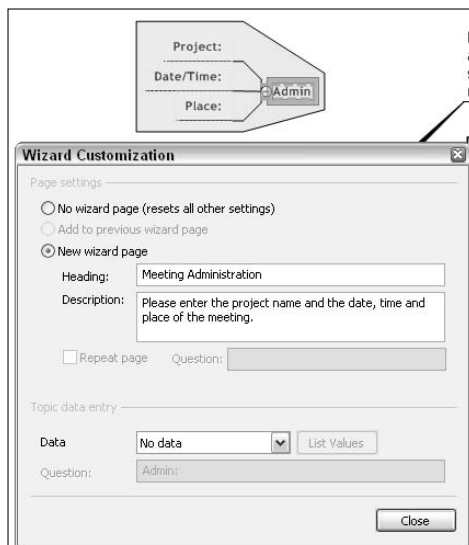 Project:
Date/Time:
Admin
Place:
Wizard Customization
Page settings
No wizard page (resets all other settings)
Add to previous wizard page
New wizard page
Heading: Meeting Administration
Description: Please enter the project name and the date, time and
place of the meeting.
Repeat page Question:
Topic data entry
Data No data List Values
Question: Admin:
Close